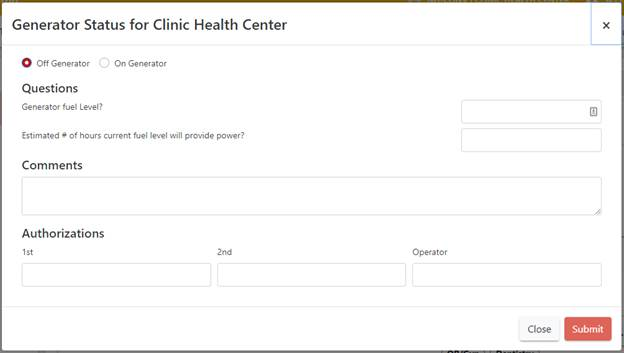 Generator Status for Clinic Health Center
×
Off Generator On Generator
Questions
Generator fuel Level?
Estimated # of hours current fuel level will provide power?
Comments
Authorizations
1st 2nd Operator
Close Submit